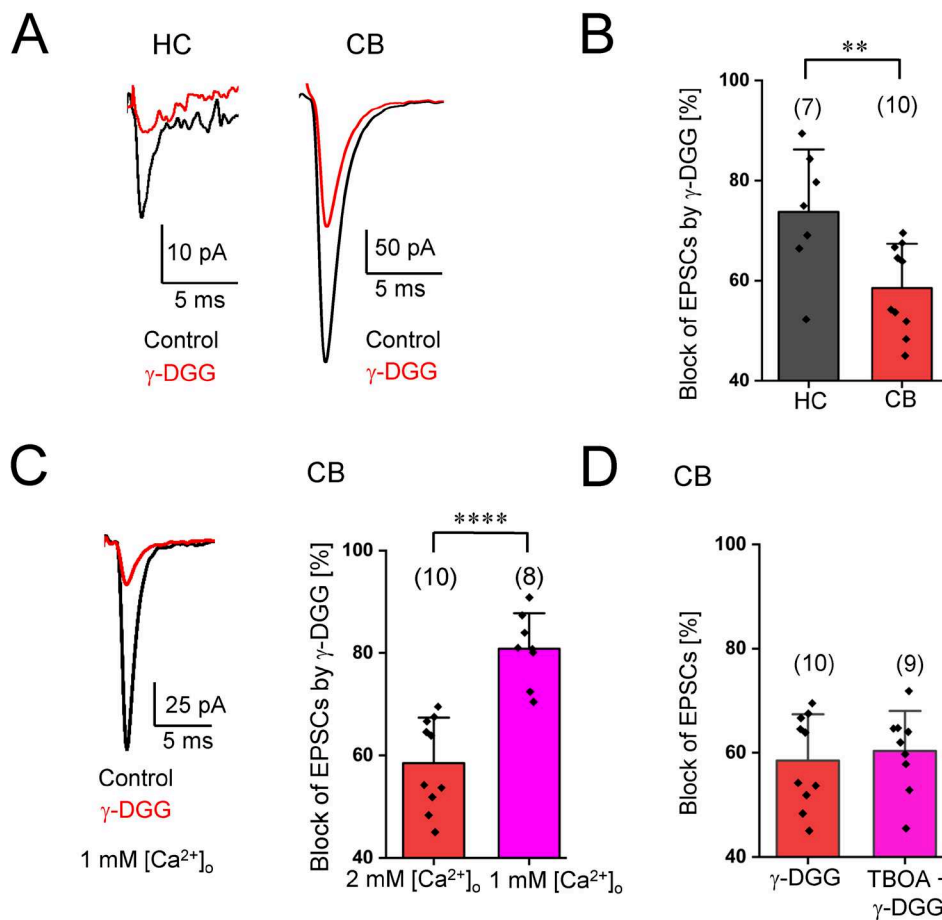 A
HC
CB
10 pA
5 ms
Control
γ-DGG
50 pA
5 ms
Control
γ-DGG
B
**
Block of EPSCs by γ-DGG [%]
100
80
60
40
(7)
(10)
HC
CB
C
25 pA
5 ms
Control
γ-DGG
1 mM [Ca²⁺]ₒ
CB
****
Block of EPSCs by γ-DGG [%]
100
80
60
40
(10)
(8)
2 mM [Ca²⁺]ₒ
1 mM [Ca²⁺]ₒ
D
CB
Block of EPSCs [%]
100
80
60
40
(10)
(9)
γ-DGG
TBOA
γ-DGG